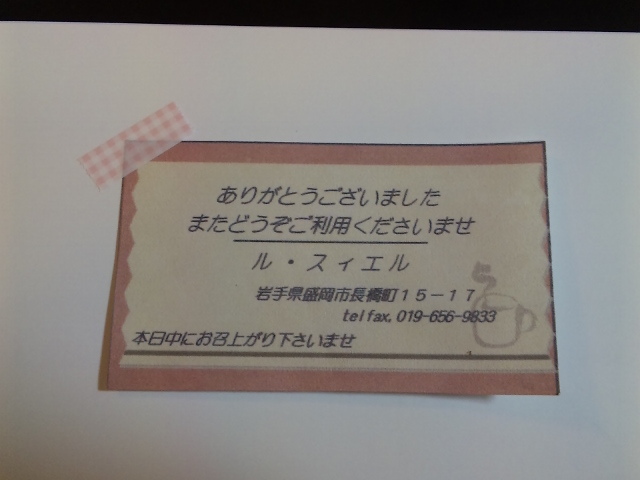 ありがとうございました
またどうぞご利用くださいませ
ル・スィエル
岩手県盛岡市長橋町１５－１７
telfax.019-656-9833
本日中にお召上がり下さいませ